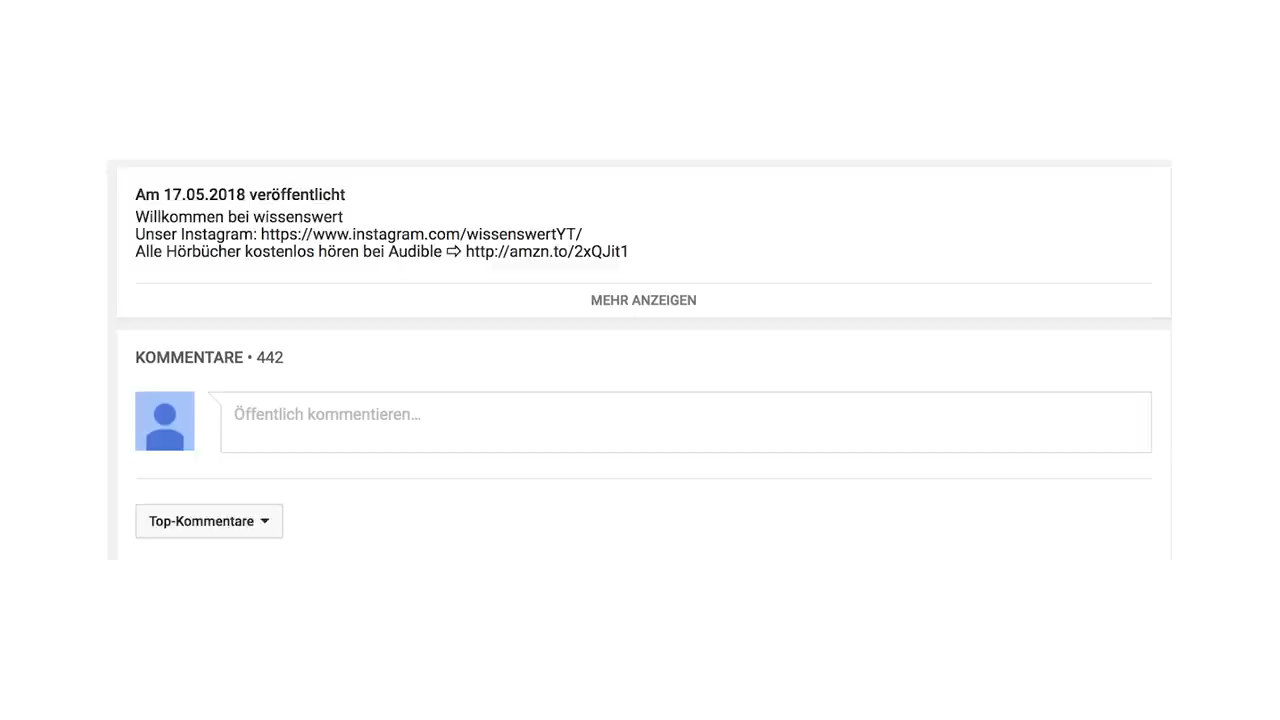 Am 17.05.2018 veröffentlicht
Willkommen bei wissenswert
Unser Instagram: https://www.instagram.com/wissenswertYT/
Alle Hörbücher kostenlos hören bei Audible ⇨ http://amzn.to/2xQJit1
MEHR ANZEIGEN
KOMMENTARE • 442
Öffentlich kommentieren...
Top-Kommentare